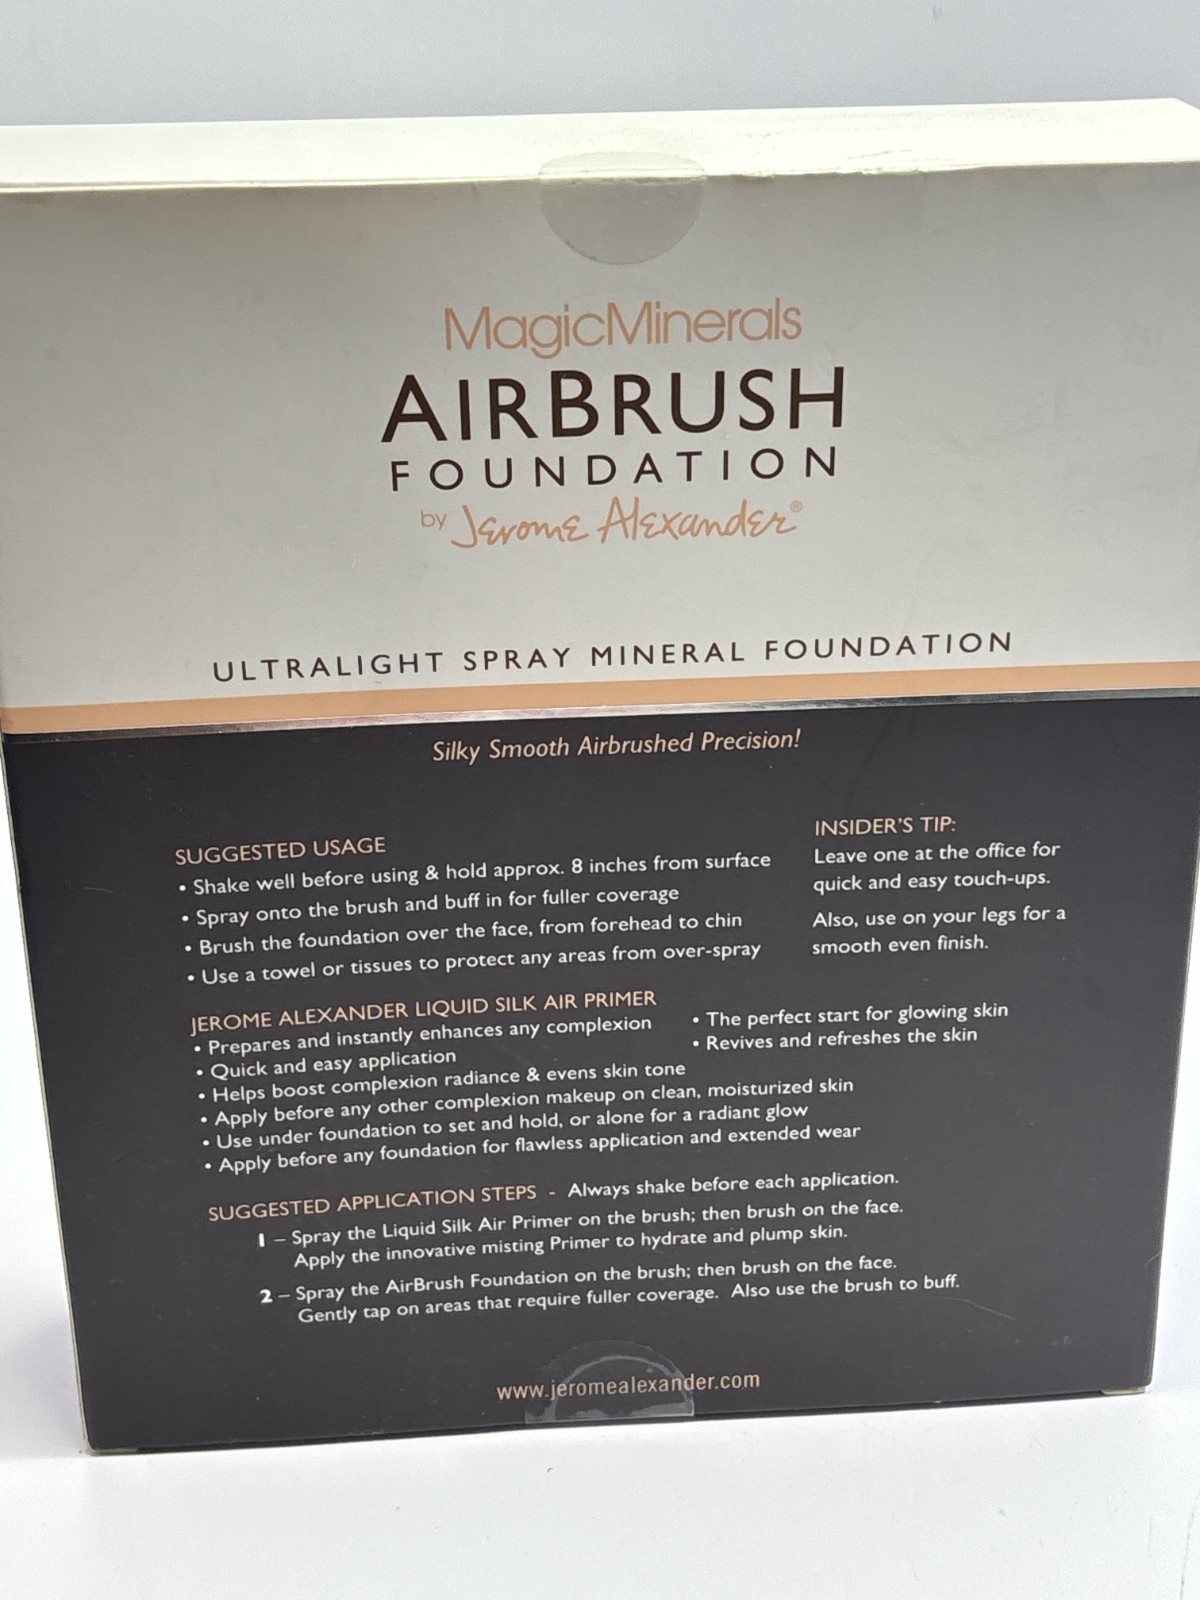 MagicMinerals
AIRBRUSH
FOUNDATION
by Jerome Alexander®
ULTRALIGHT SPRAY MINERAL FOUNDATION
Silky Smooth Airbrushed Precision!
SUGGESTED USAGE
• Shake well before using & hold approx. 8 inches from surface
• Spray onto the brush and buff in for fuller coverage
• Brush the foundation over the face, from forehead to chin
• Use a towel or tissues to protect any areas from over-spray
INSIDER'S TIP:
Leave one at the office for
quick and easy touch-ups.
Also, use on your legs for a
smooth even finish.
JEROME ALEXANDER LIQUID SILK AIR PRIMER
• Prepares and instantly enhances any complexion
• Quick and easy application
• The perfect start for glowing skin
• Revives and refreshes the skin
• Helps boost complexion radiance & evens skin tone
• Apply before any other complexion makeup on clean, moisturized skin
• Use under foundation to set and hold, or alone for a radiant glow
• Apply before any foundation for flawless application and extended wear
SUGGESTED APPLICATION STEPS - Always shake before each application.
1 – Spray the Liquid Silk Air Primer on the brush; then brush on the face.
Apply the innovative misting Primer to hydrate and plump skin.
2 – Spray the AirBrush Foundation on the brush; then brush on the face.
Gently tap on areas that require fuller coverage. Also use the brush to buff.
www.jeromealexander.com